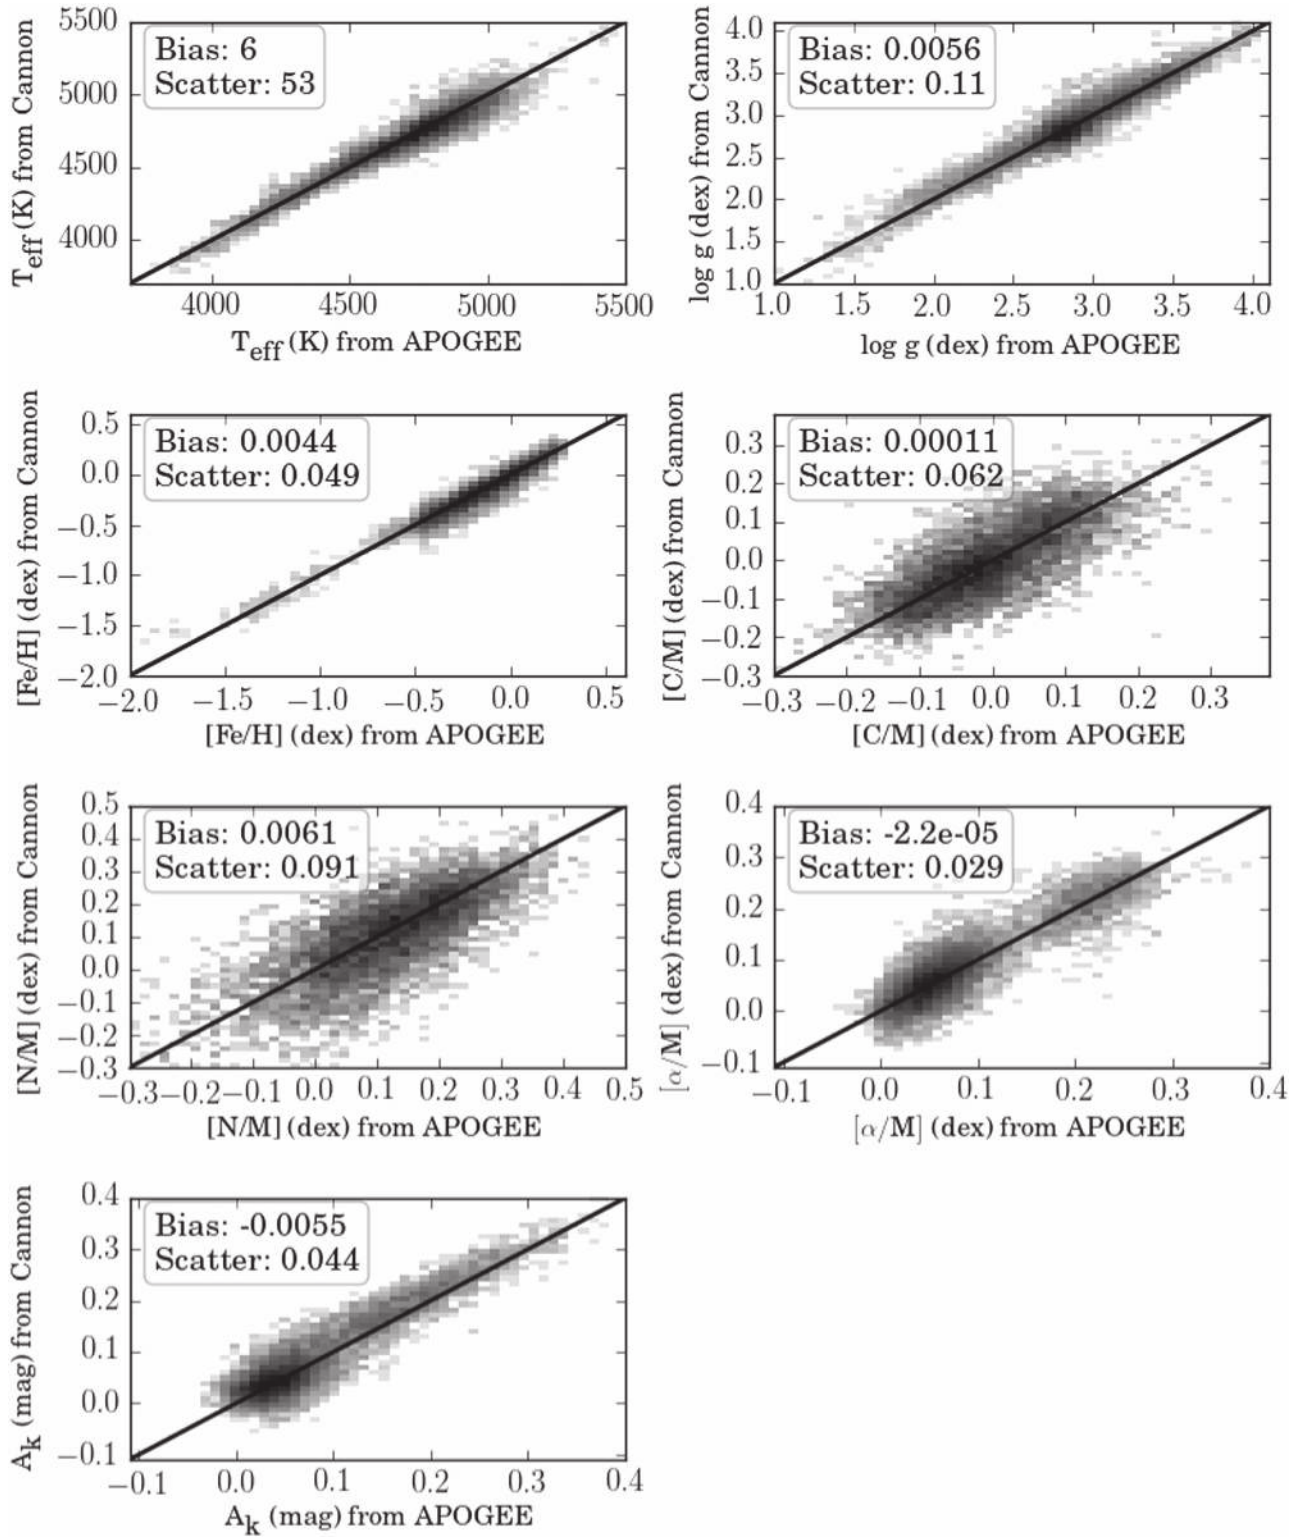 5500
5000
4500
4000
T_eff (K) from Cannon
Bias: 6
Scatter: 53
4000 4500 5000 5500
T_eff (K) from APOGEE
4.0
3.5
3.0
2.5
2.0
1.5
1.0
log g (dex) from Cannon
Bias: 0.0056
Scatter: 0.11
1.0 1.5 2.0 2.5 3.0 3.5 4.0
log g (dex) from APOGEE
0.5
0.0
−0.5
−1.0
−1.5
−2.0
[Fe/H] (dex) from Cannon
Bias: 0.0044
Scatter: 0.049
−2.0 −1.5 −1.0 −0.5 0.0 0.5
[Fe/H] (dex) from APOGEE
0.3
0.2
0.1
0.0
−0.1
−0.2
−0.3
[C/M] (dex) from Cannon
Bias: 0.00011
Scatter: 0.062
−0.3 −0.2 −0.1 0.0 0.1 0.2 0.3
[C/M] (dex) from APOGEE
0.5
0.4
0.3
0.2
0.1
0.0
−0.1
−0.2
−0.3
[N/M] (dex) from Cannon
Bias: 0.0061
Scatter: 0.091
−0.3−0.2−0.1 0.0 0.1 0.2 0.3 0.4 0.5
[N/M] (dex) from APOGEE
0.4
0.3
0.2
0.1
0.0
−0.1
[α/M] (dex) from Cannon
Bias: -2.2e-05
Scatter: 0.029
−0.1 0.0 0.1 0.2 0.3 0.4
[α/M] (dex) from APOGEE
0.4
0.3
0.2
0.1
0.0
−0.1
A_k (mag) from Cannon
Bias: -0.0055
Scatter: 0.044
−0.1 0.0 0.1 0.2 0.3 0.4
A_k (mag) from APOGEE